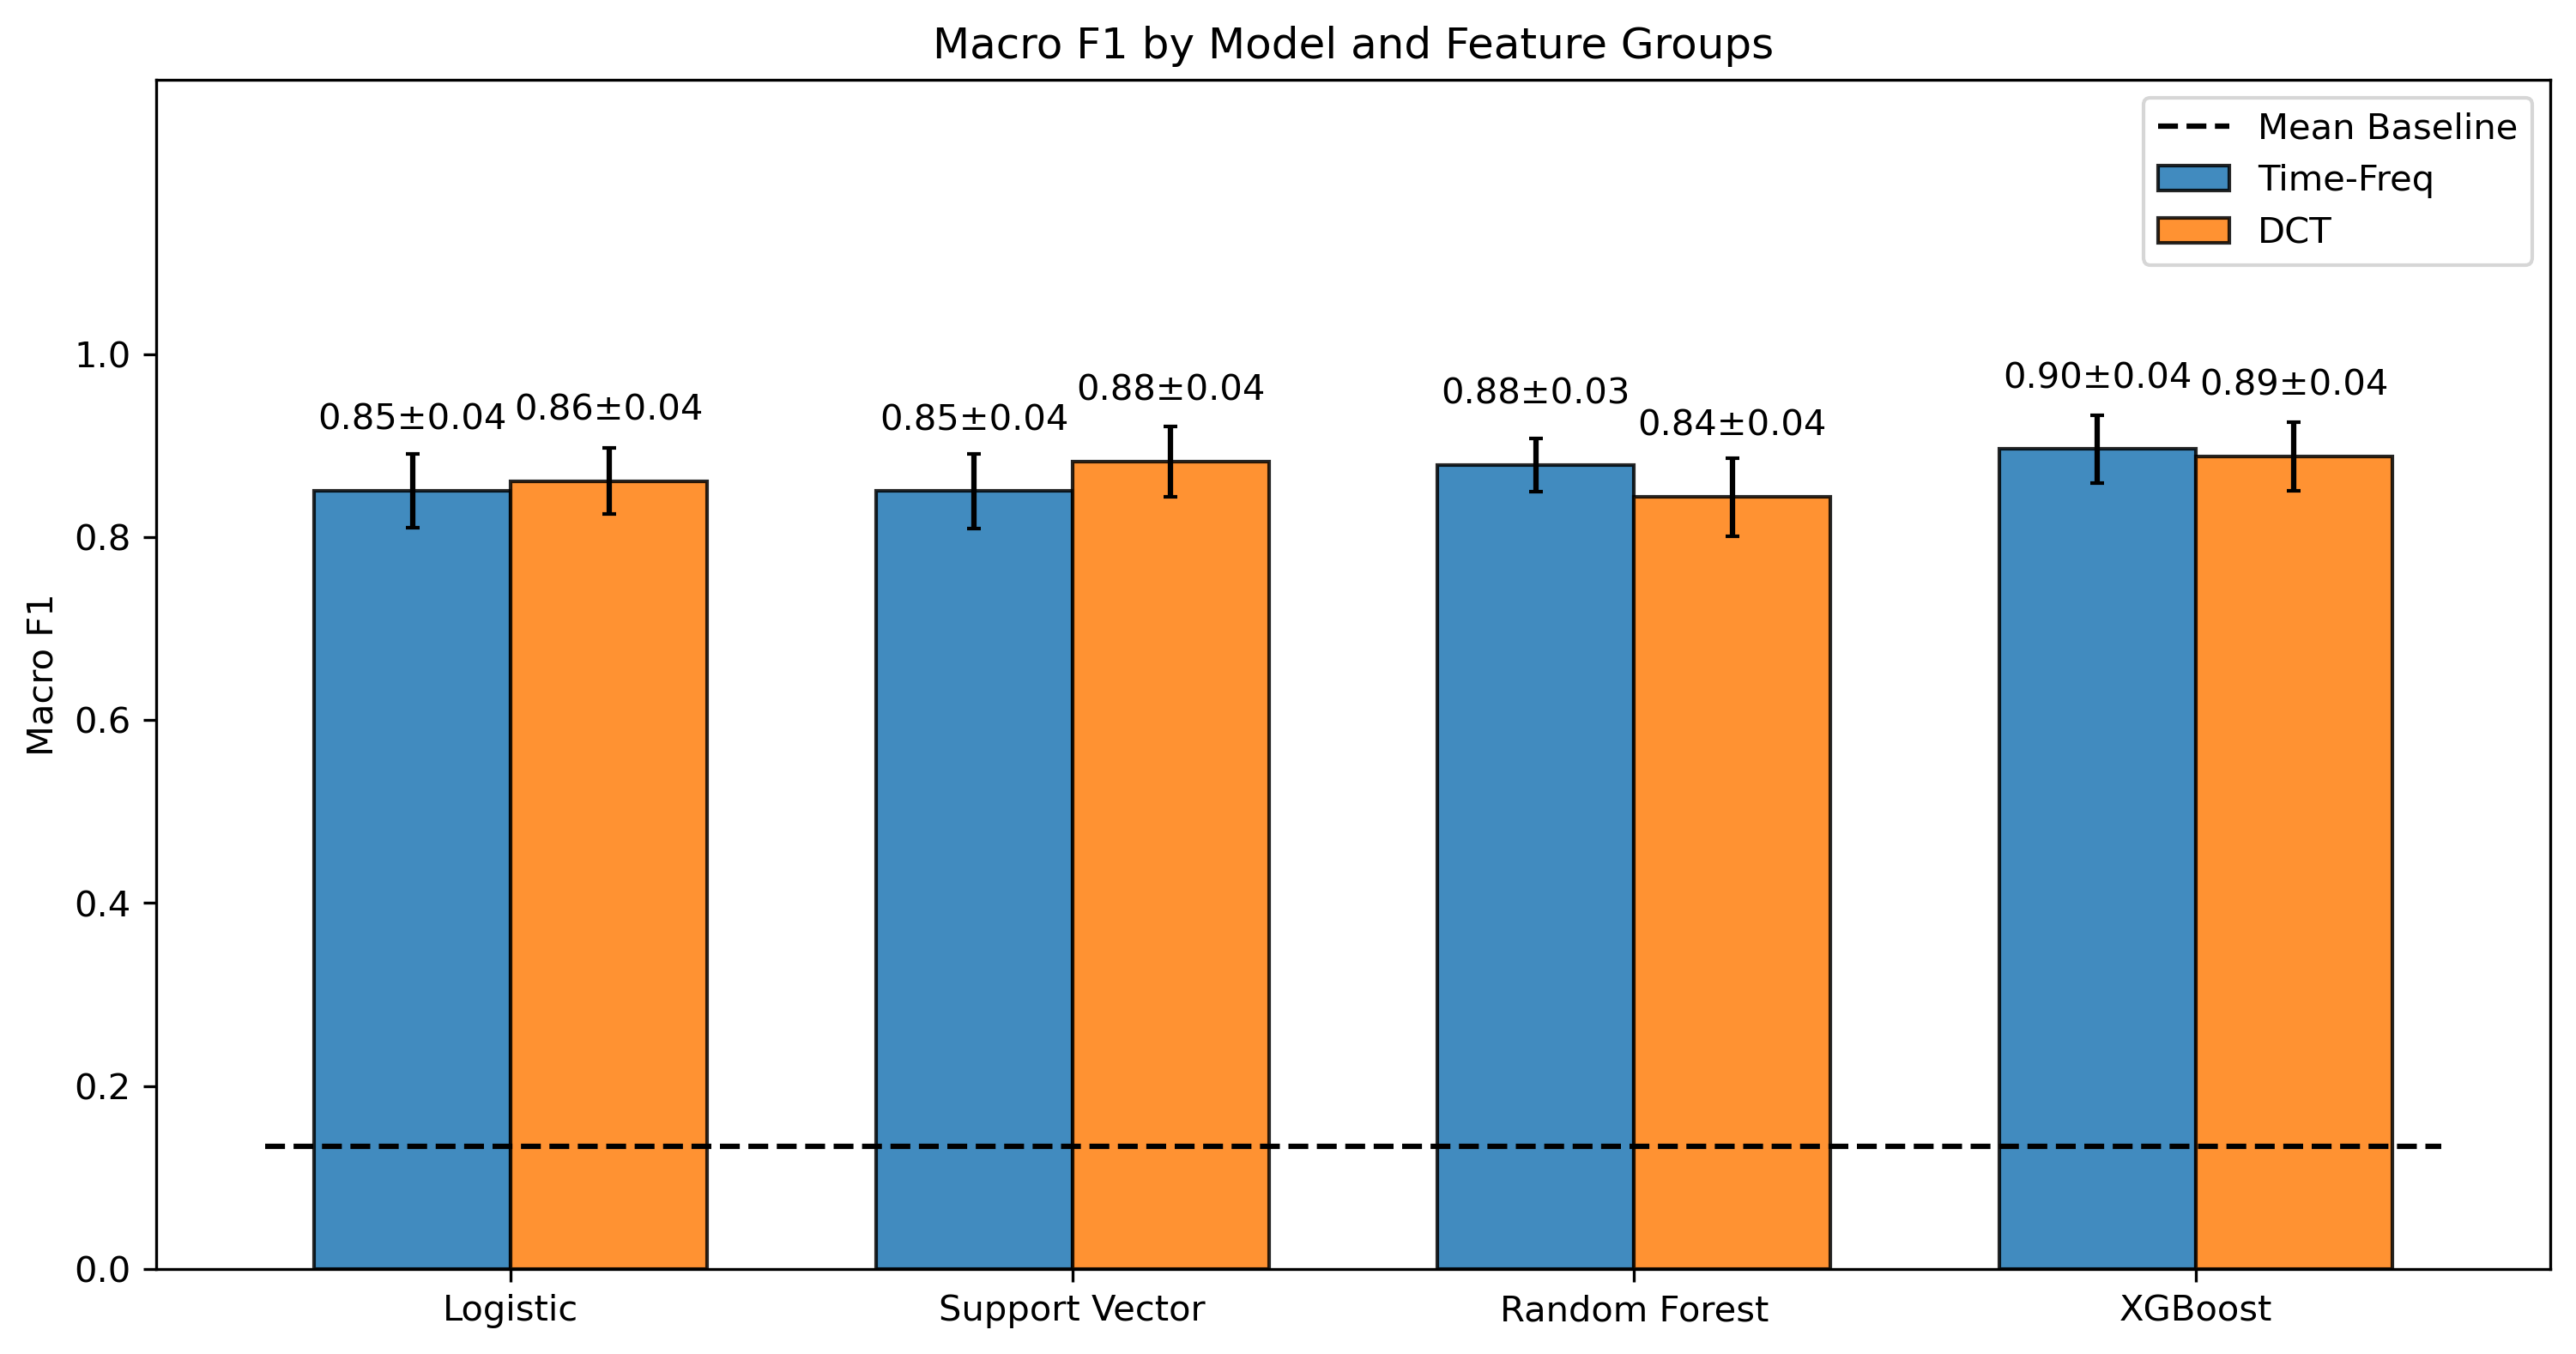 Macro F1 by Model and Feature Groups
Mean Baseline
Time-Freq
DCT
Macro F1
1.0
0.8
0.6
0.4
0.2
0.0
0.85±0.04
0.86±0.04
0.85±0.04
0.88±0.04
0.88±0.03
0.84±0.04
0.90±0.04
0.89±0.04
Logistic
Support Vector
Random Forest
XGBoost